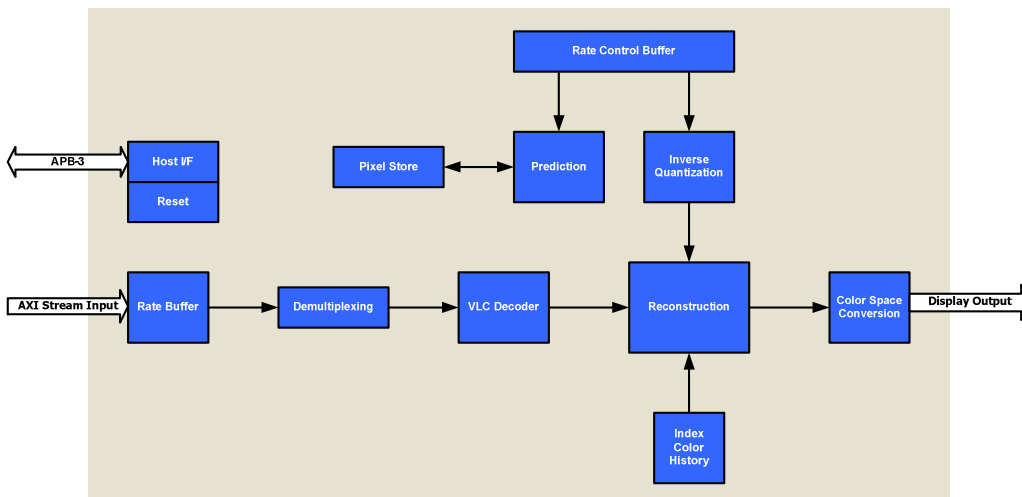 Rate Control Buffer
APB-3
Host I/F
Pixel Store
Prediction
Inverse
Quantization
Reset
AXI Stream Input
Rate Buffer
Demultiplexing
VLC Decoder
Reconstruction
Color Space
Conversion
Display Output
Index
Color
History